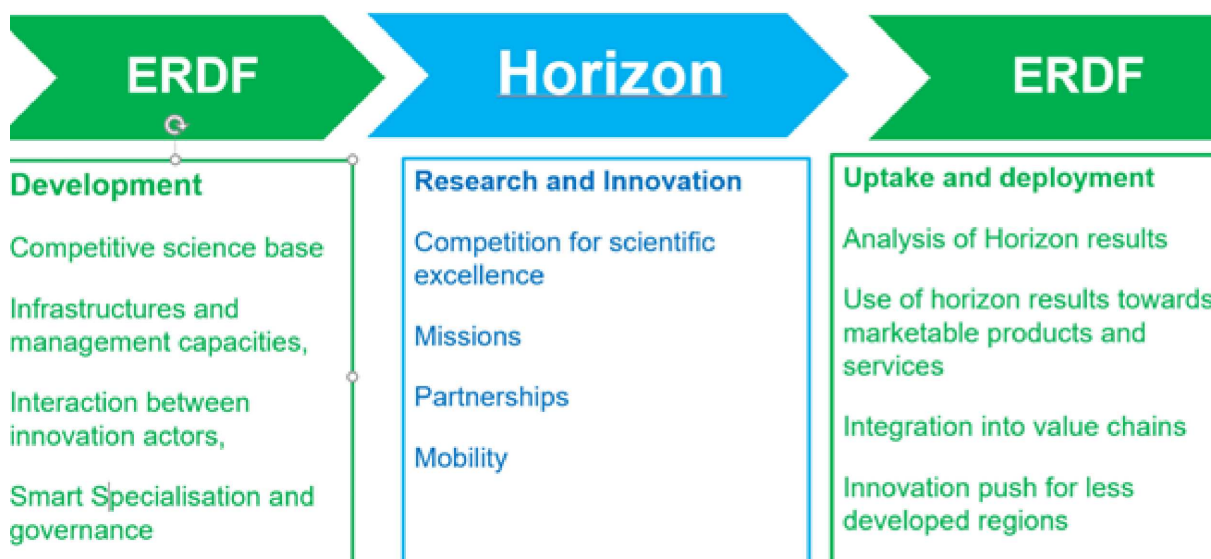 ERDF
Horizon
ERDF
Development
Competitive science base
Infrastructures and
management capacities,
Interaction between
innovation actors,
Smart Specialisation and
governance
Research and Innovation
Competition for scientific
excellence
Missions
Partnerships
Mobility
Uptake and deployment
Analysis of Horizon results
Use of horizon results towards
marketable products and
services
Integration into value chains
Innovation push for less
developed regions